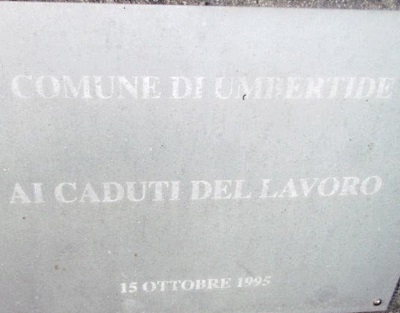 COMUNE DI UMBERTIDE
AI CADUTI DEL LAVORO
15 OTTOBRE 1995